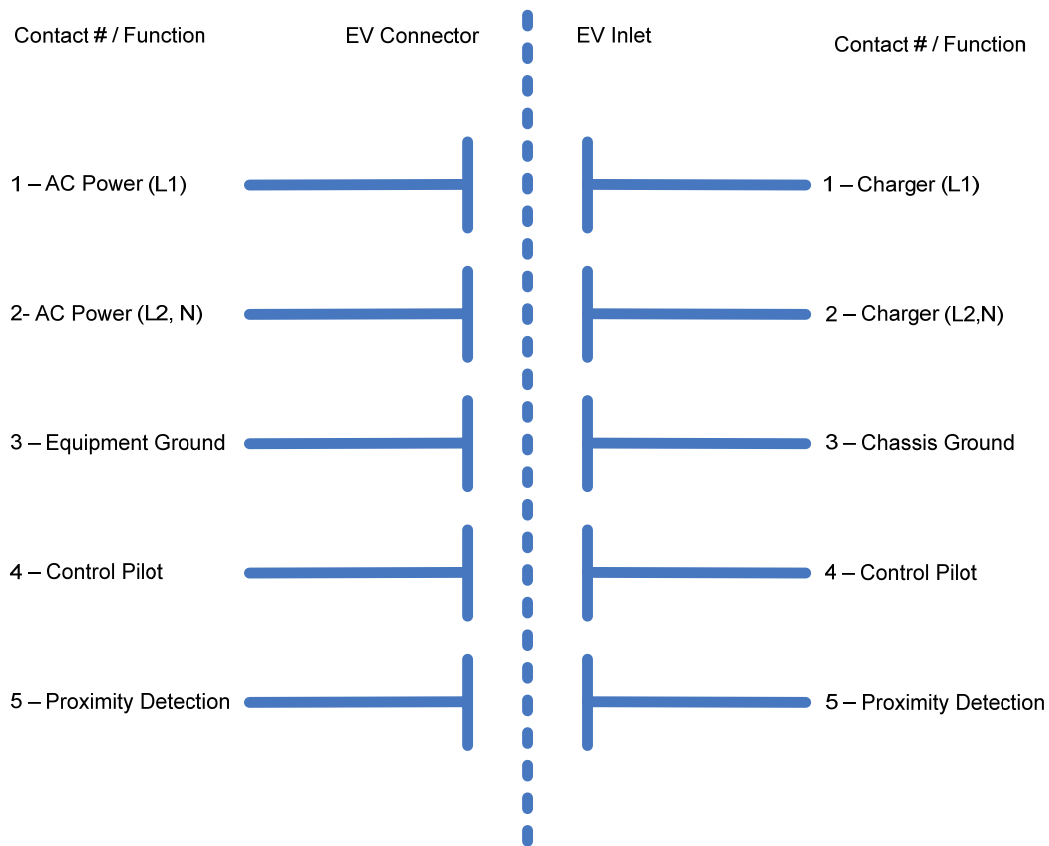 Contact # / Function
EV Connector
EV Inlet
Contact # / Function
1 – AC Power (L1)
1 – Charger (L1)
2- AC Power (L2, N)
2 – Charger (L2,N)
3 – Equipment Ground
3 – Chassis Ground
4 – Control Pilot
4 – Control Pilot
5 – Proximity Detection
5 – Proximity Detection